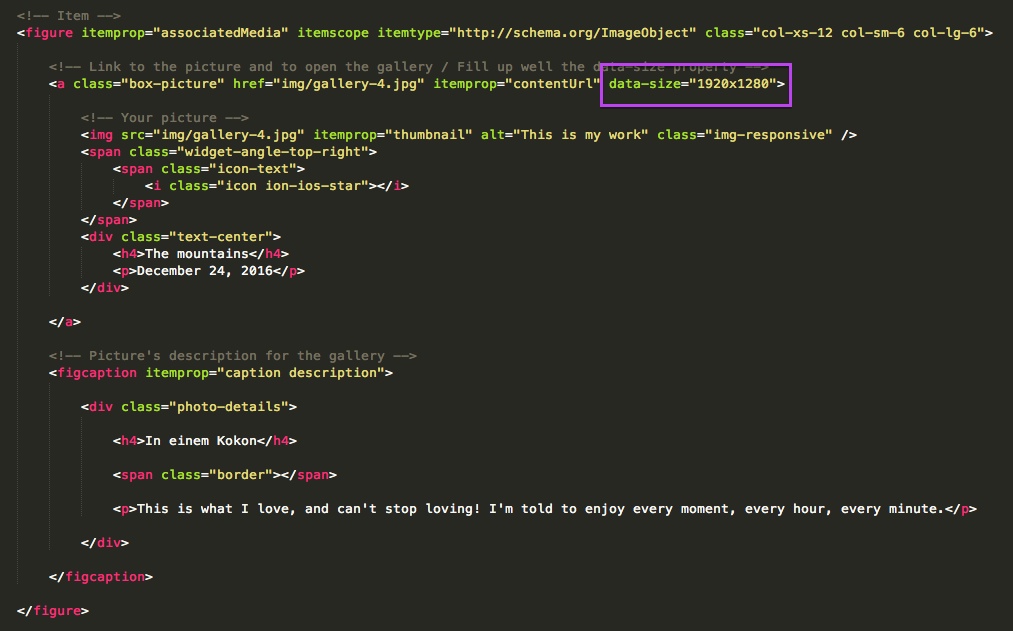 <!-- Item -->
<figure itemprop="associatedMedia" itemscope itemtype="http://schema.org/ImageObject" class="col-xs-12 col-sm-6 col-lg-6">
<!-- Link to the picture and to open the gallery / Fill up well the data-size property -->
<a class="box-picture" href="img/gallery-4.jpg" itemprop="contentUrl" data-size="1920x1280">
<!-- Your picture -->
<img src="img/gallery-4.jpg" itemprop="thumbnail" alt="This is my work" class="img-responsive" />
<span class="widget-angle-top-right">
<span class="icon-text">
<i class="icon ion-ios-star"></i>
</span>
</span>
<div class="text-center">
<h4>The mountains</h4>
<p>December 24, 2016</p>
</div>
</a>
<!-- Picture's description for the gallery -->
<figcaption itemprop="caption description">
<div class="photo-details">
<h4>In einem Kokon</h4>
<span class="border"></span>
<p>This is what I love, and can't stop loving! I'm told to enjoy every moment, every hour, every minute.</p>
</div>
</figcaption>
</figure>